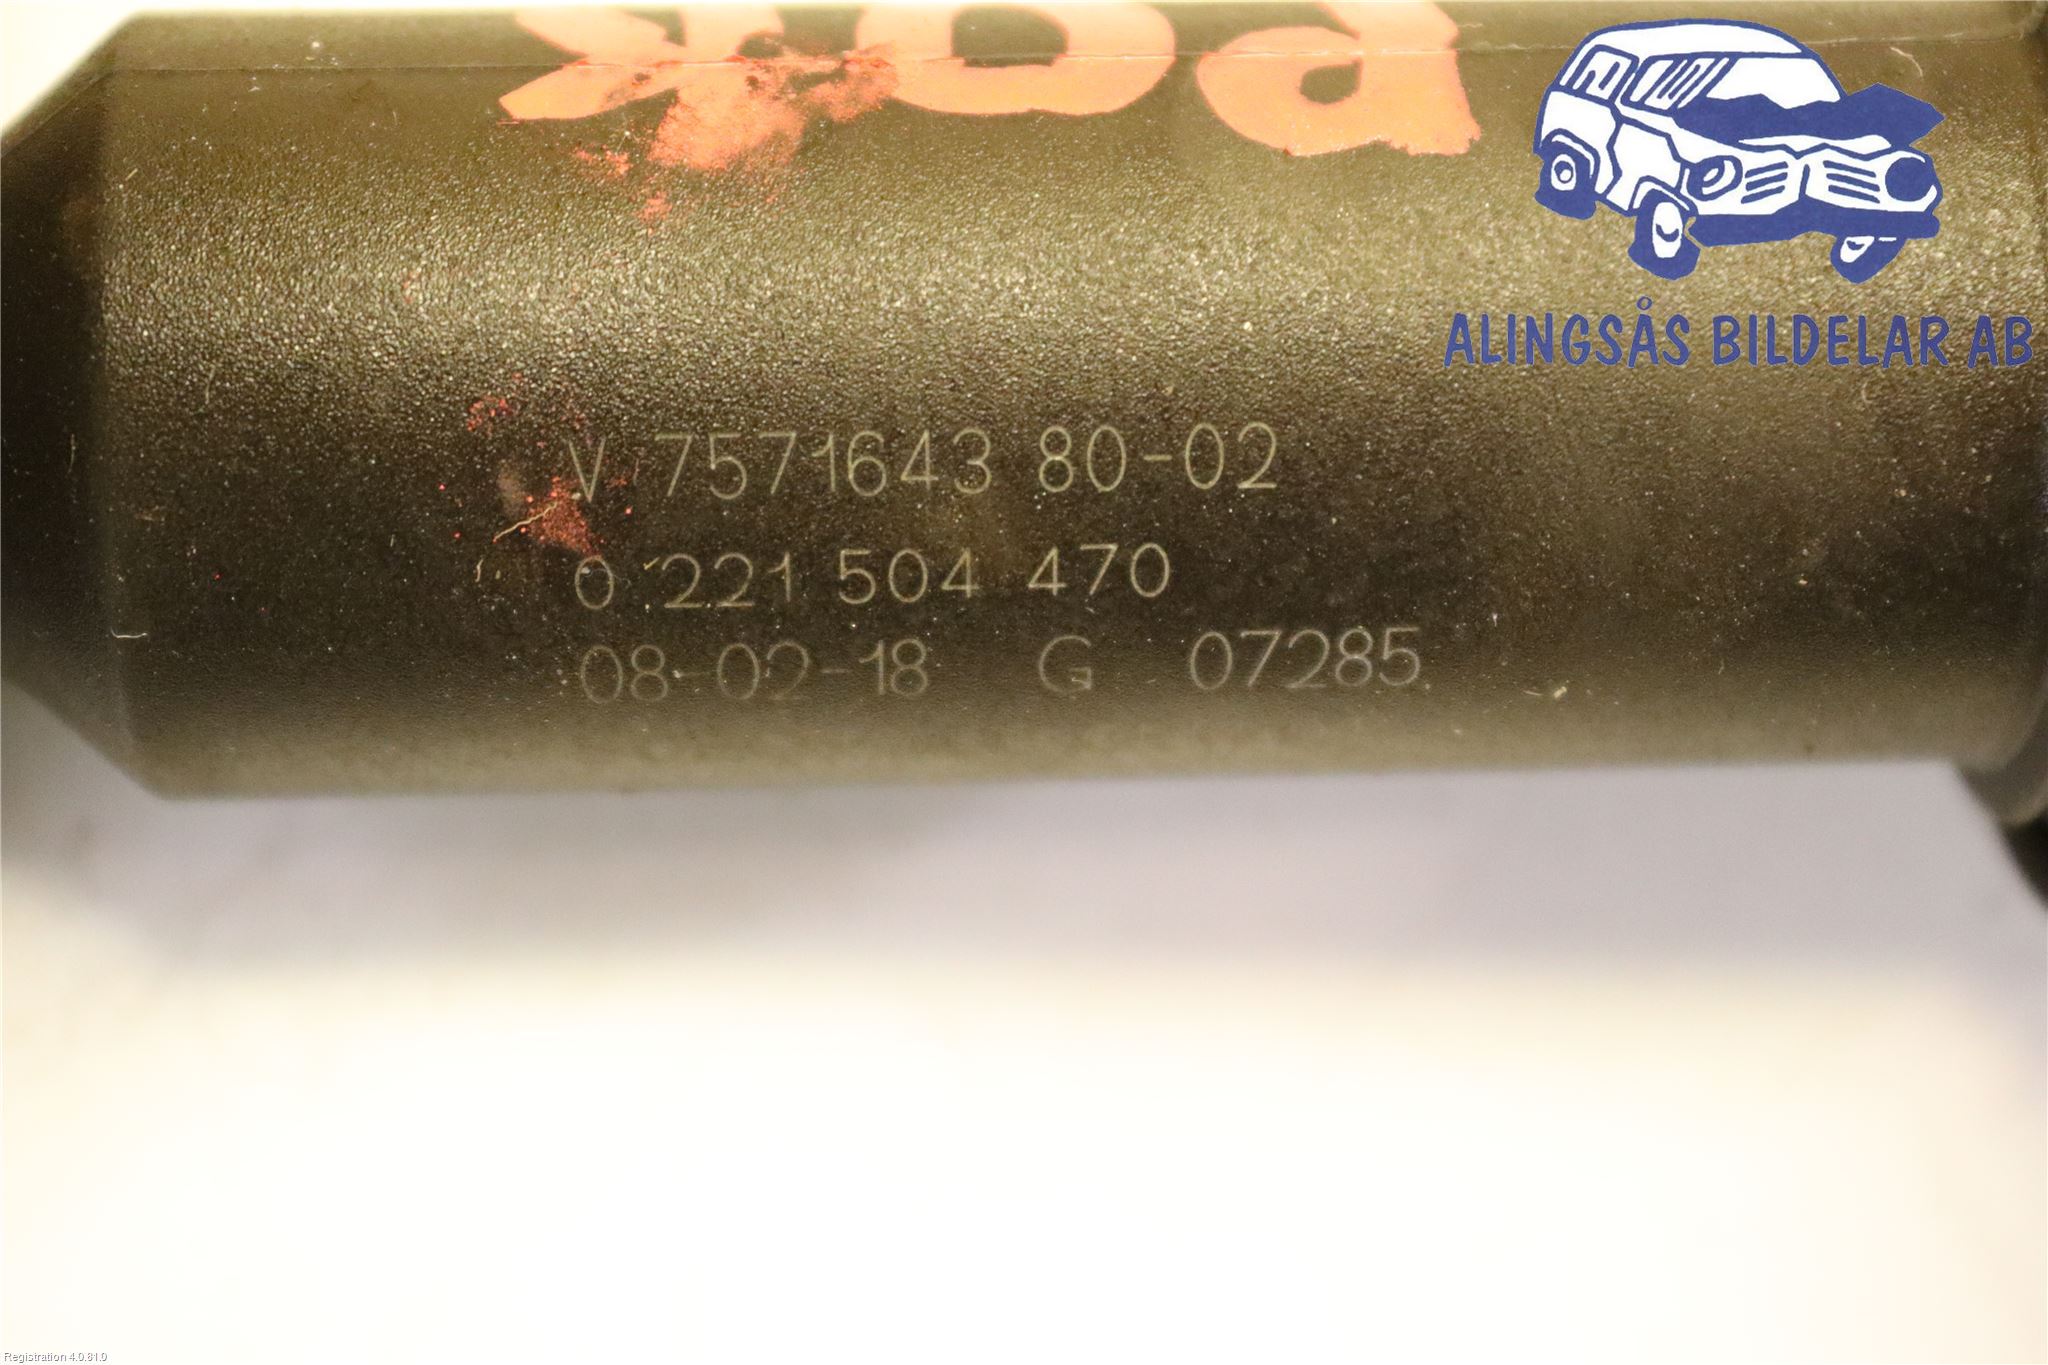 ALINGSÅS BILDELAR AB
V 7571643 80-02
0 221 504 470
08-02-18 G 07285
Registration 4.0.81.0